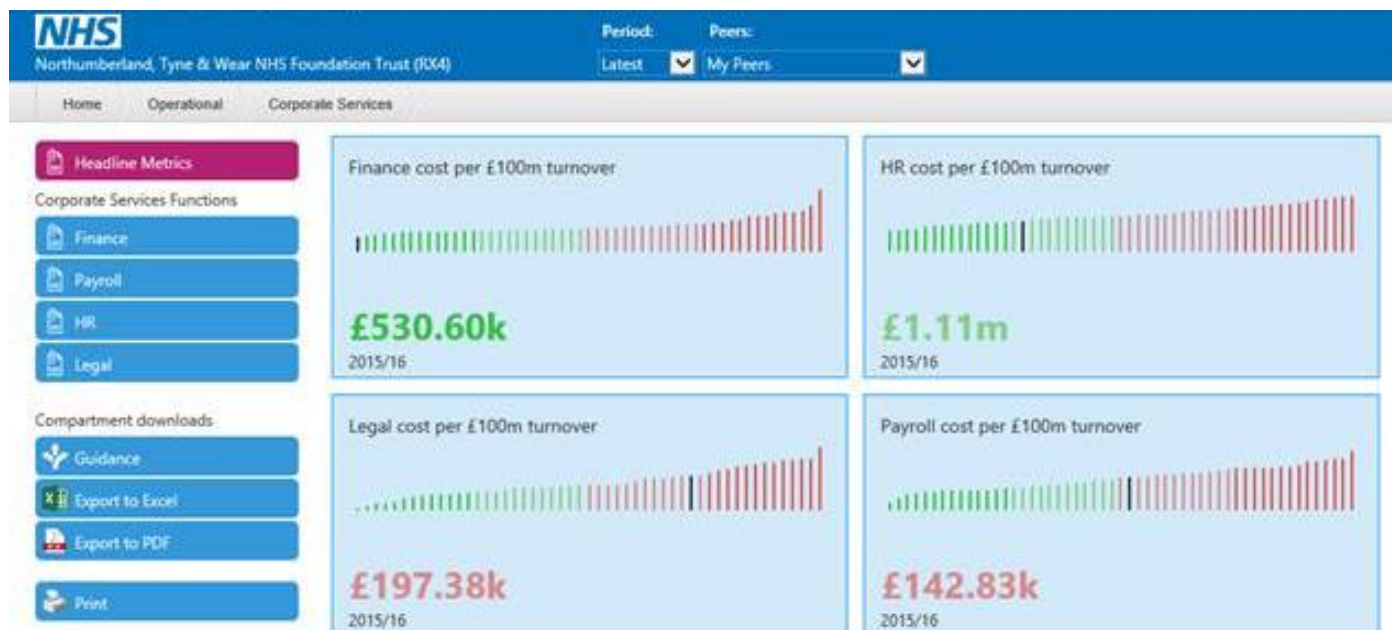 NHS
Northumberland, Tyne & Wear NHS Foundation Trust (RX4)
Period:
Peers:
Latest
My Peers
Home
Operational
Corporate Services
Headline Metrics
Corporate Services Functions
Finance
Payroll
HR
Legal
Compartment downloads
Guidance
Export to Excel
Export to PDF
Print
Finance cost per £100m turnover
£530.60k
2015/16
HR cost per £100m turnover
£1.11m
2015/16
Legal cost per £100m turnover
£197.38k
2015/16
Payroll cost per £100m turnover
£142.83k
2015/16